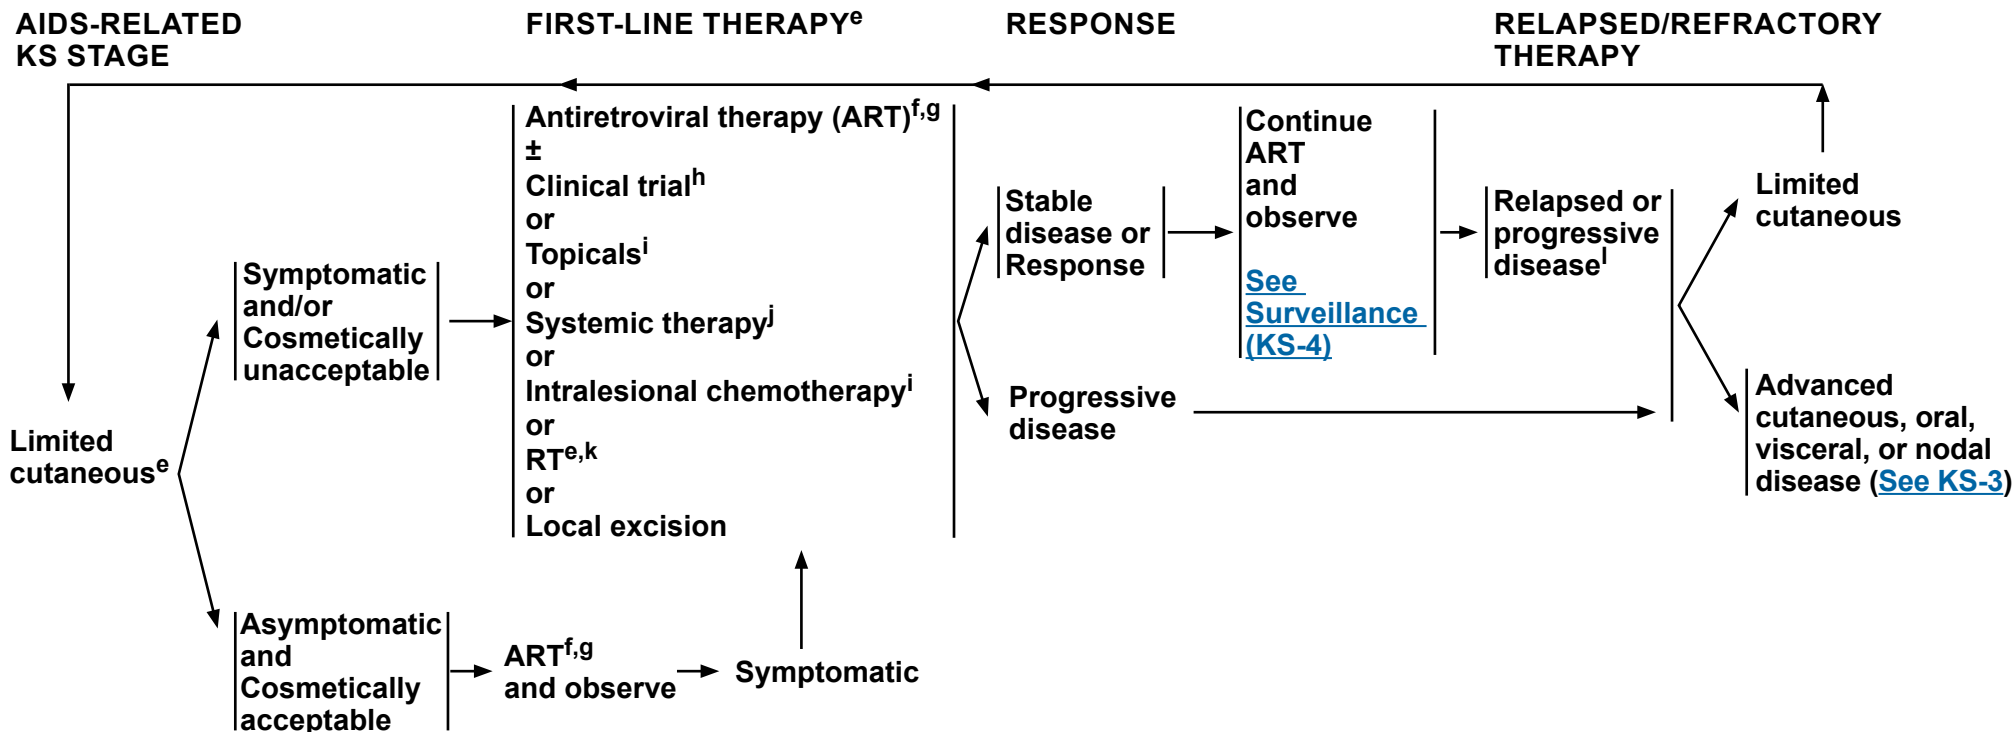 AIDS-RELATED
KS STAGE
FIRST-LINE THERAPYe
RESPONSE
RELAPSED/REFRACTORY
THERAPY
Limited
cutaneouse
Symptomatic
and/or
Cosmetically
unacceptable
Asymptomatic
and
Cosmetically
acceptable
ARTf,g
and observe
Symptomatic
Antiretroviral therapy (ART)f,g
±
Clinical trialh
or
Topicalsi
or
Systemic therapyj
or
Intralesional chemotherapyi
or
RTe,k
or
Local excision
Stable
disease or
Response
Progressive
disease
Continue
ART
and
observe
See
Surveillance
(KS-4)
Relapsed or
progressive
diseasel
Limited
cutaneous
Advanced
cutaneous, oral,
visceral, or nodal
disease (See KS-3)